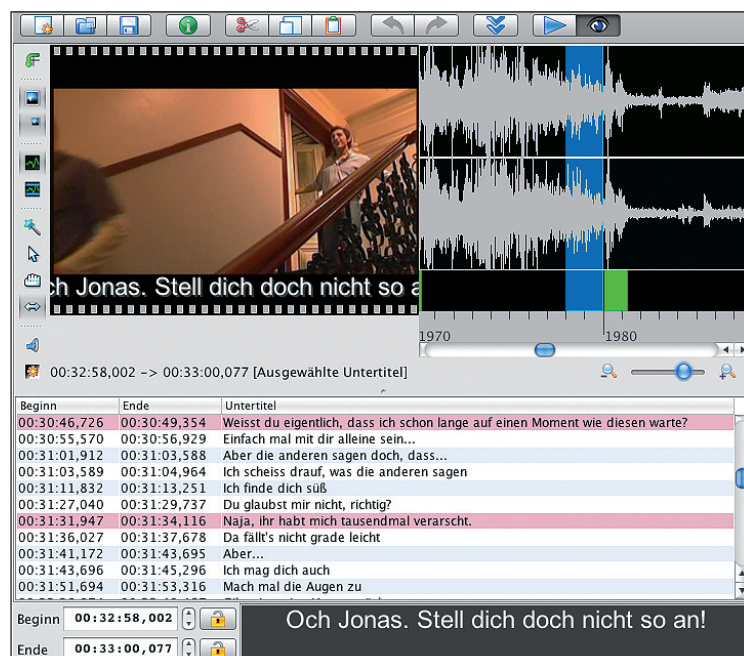 ch Jonas. Stell dich doch nicht so a
1970
1980
00:32:58,002 -> 00:33:00,077 [Ausgewählte Untertitel]
Beginn Ende Untertitel
00:30:46,726 00:30:49,354 Weisst du eigentlich, dass ich schon lange auf einen Moment wie diesen warte?
00:30:55,570 00:30:56,929 Einfach mal mit dir alleine sein...
00:31:01,912 00:31:03,588 Aber die anderen sagen doch, dass...
00:31:03,589 00:31:04,964 Ich scheiss drauf, was die anderen sagen
00:31:11,832 00:31:13,251 Ich finde dich süß
00:31:27,040 00:31:29,737 Du glaubst mir nicht, richtig?
00:31:31,947 00:31:34,116 Naja, ihr habt mich tausendmal verarscht.
00:31:36,027 00:31:37,678 Da fällt's nicht grade leicht
00:31:41,172 00:31:43,695 Aber...
00:31:43,696 00:31:45,296 Ich mag dich auch
00:31:51,694 00:31:53,316 Mach mal die Augen zu
Beginn 00:32:58,002
Och Jonas. Stell dich doch nicht so an!
Ende 00:33:00,077